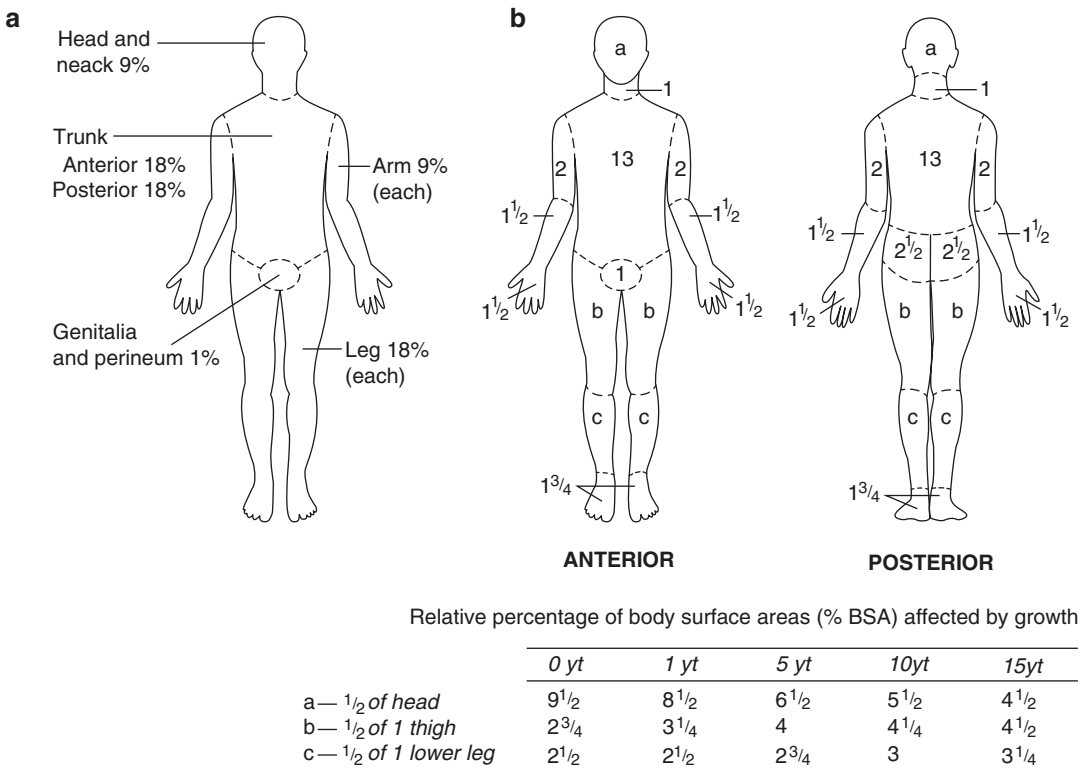 a
Head and
neack 9%
Trunk
Anterior 18%
Posterior 18%
Arm 9%
(each)
Genitalia
and perineum 1%
Leg 18%
(each)
b
a
1
13
2
2
1 1/2
1 1/2
1 1/2
1 1/2
1
b
b
c
c
1 3/4
ANTERIOR
a
1
13
2
2
1 1/2
1 1/2
2 1/2
2 1/2
1 1/2
1 1/2
b
b
c
c
1 3/4
POSTERIOR
Relative percentage of body surface areas (% BSA) affected by growth
0 yt 1 yt 5 yt 10yt 15yt
a — 1/2 of head 9 1/2 8 1/2 6 1/2 5 1/2 4 1/2
b — 1/2 of 1 thigh 2 3/4 3 1/4 4 4 1/4 4 1/2
c — 1/2 of 1 lower leg 2 1/2 2 1/2 2 3/4 3 3 1/4